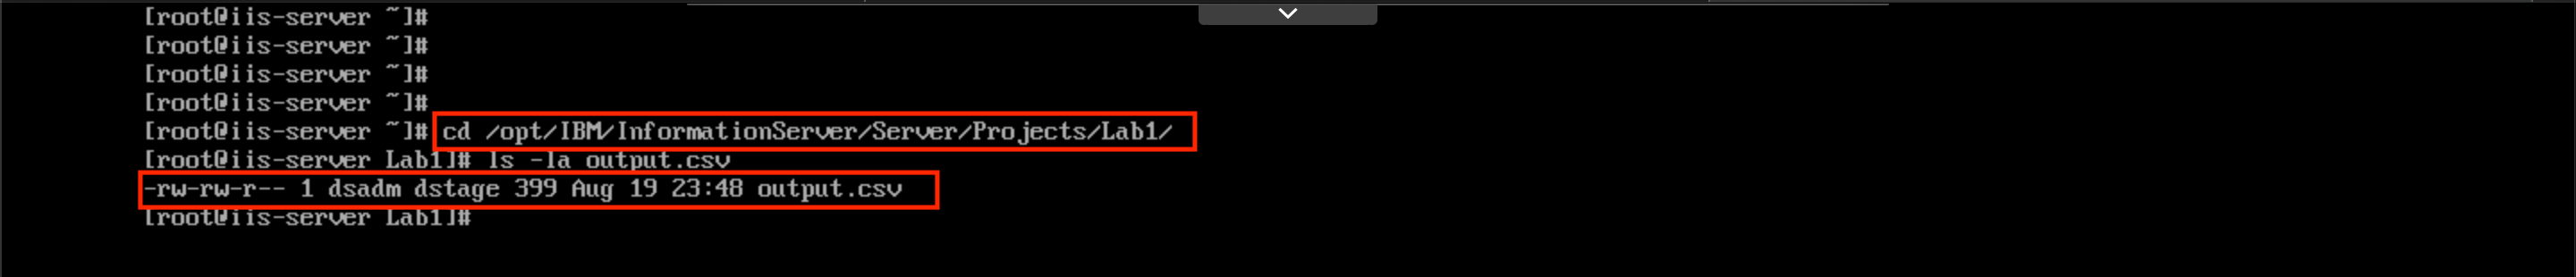 [root@iis-server ~]#
[root@iis-server ~]#
[root@iis-server ~]#
[root@iis-server ~]#
[root@iis-server ~]# cd /opt/IBM/InformationServer/Server/Projects/Lab1/
[root@iis-server Lab1]# ls -la output.csv
-rw-rw-r-- 1 dsadm dstage 399 Aug 19 23:48 output.csv
[root@iis-server Lab1]#